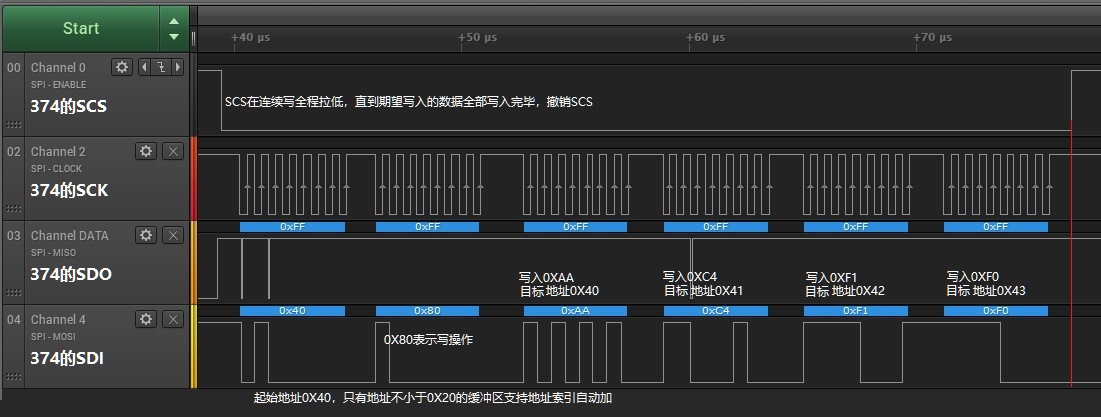 Start
+40 µs
+50 µs
+60 µs
+70 µs
00
Channel 0
SPI - ENABLE
374的SCS
SCS在连续写全程拉低，直到期望写入的数据全部写入完毕，撤销SCS
02
Channel 2
SPI - CLOCK
374的SCK
0xFF
0xFF
0xFF
0xFF
0xFF
0xFF
03
Channel DATA
SPI - MISO
374的SDO
写入0XAA
目标 地址0X40
写入0XC4
目标 地址0X41
写入0XF1
目标 地址0X42
写入0XF0
目标 地址0X43
0x40
0x80
0xAA
0xC4
0xF1
0xF0
04
Channel 4
SPI - MOSI
374的SDI
0X80表示写操作
起始地址0X40，只有地址不小于0X20的缓冲区支持地址索引自动加